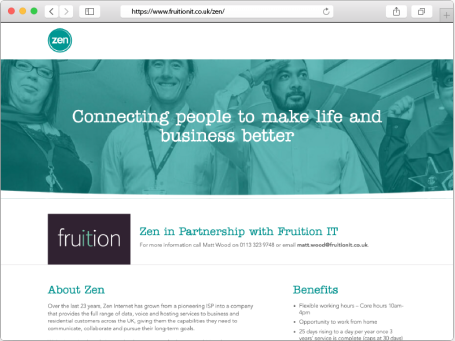 https://www.fruitionit.co.uk/zen/
zen
Connecting people to make life and
business better
fruition
Zen in Partnership with Fruition IT
For more information call Matt Wood on 0113 323 9748 or email matt.wood@fruitionit.co.uk
About Zen
Over the last 23 years, Zen Internet has grown from a pioneering ISP into a company
that provides the full range of data, voice and hosting services to business and
residential customers across the UK, giving them the capabilities they need to
communicate, collaborate and pursue their long-term goals.
Benefits
• Flexible working hours – Core hours 10am-
4pm
• Opportunity to work from home
• 25 days rising to a day per year once 3
years' service is complete (caps at 30 days)